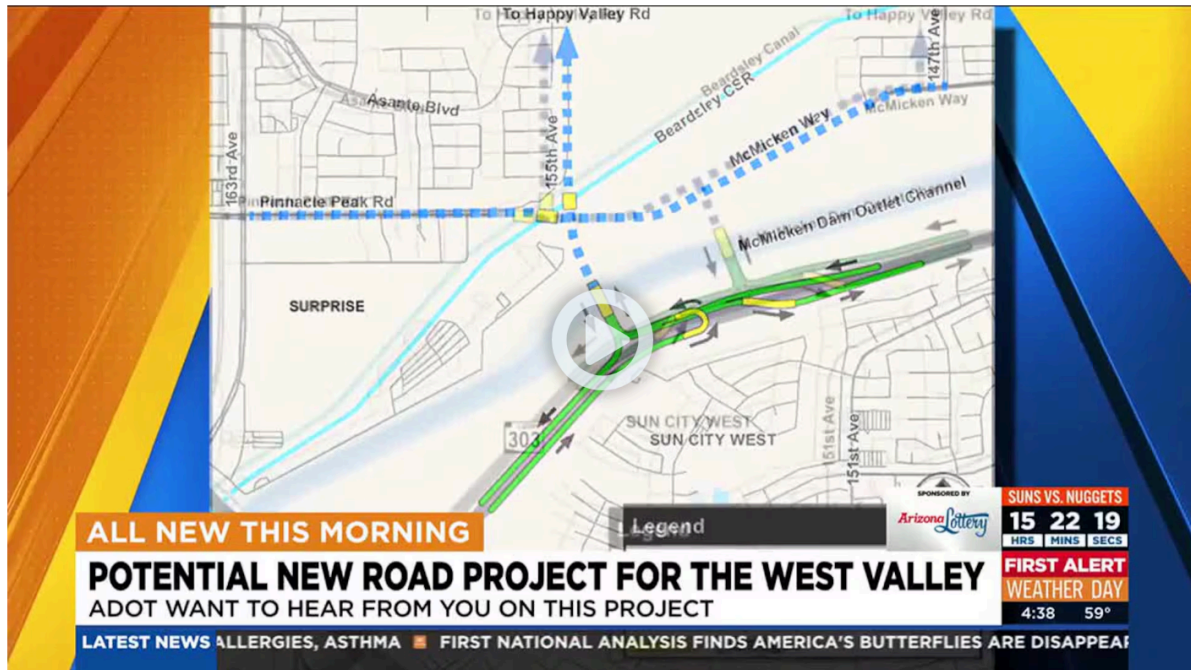 To Happy Valley Rd
To Happy Valley Rd
147th Ave
Beardsley Canal
Asante Blvd
Beardsley CSR
McMicken Way
McMicken Way
163rd Ave
155th Ave
Pinnacle Peak Rd
McMicken Dam Outlet Channel
SURPRISE
303
SUN CITY WEST
SUN CITY WEST
151st Ave
151st Ave
Legend
SPONSORED BY
Arizona Lottery
SUNS VS. NUGGETS
15 22 19
HRS MINS SECS
ALL NEW THIS MORNING
POTENTIAL NEW ROAD PROJECT FOR THE WEST VALLEY
ADOT WANT TO HEAR FROM YOU ON THIS PROJECT
FIRST ALERT
WEATHER DAY
4:38 59°
LATEST NEWS ALLERGIES, ASTHMA FIRST NATIONAL ANALYSIS FINDS AMERICA'S BUTTERFLIES ARE DISAPPEAR